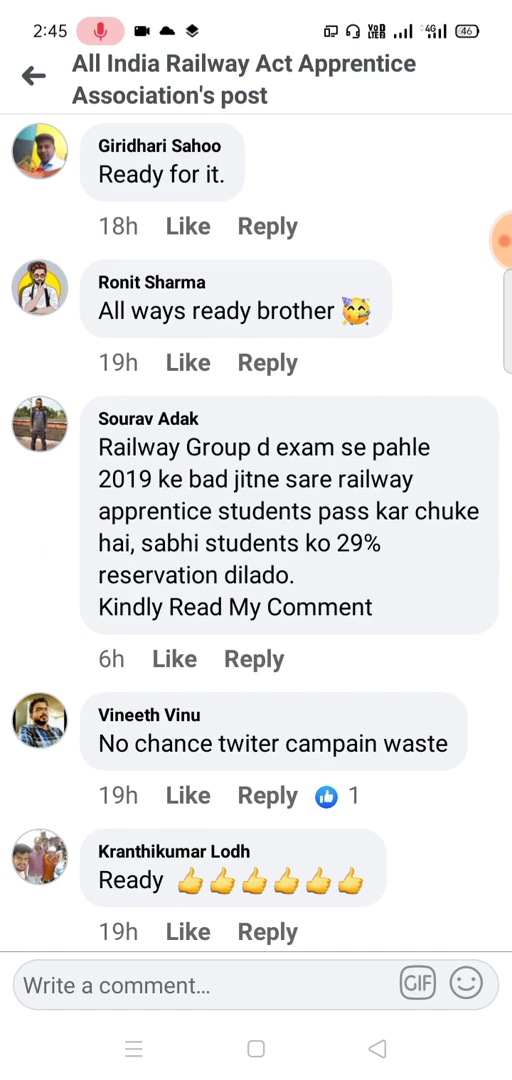 2:45
VoD LTE
4G
46
All India Railway Act Apprentice
Association's post
Giridhari Sahoo
Ready for it.
18h Like Reply
Ronit Sharma
All ways ready brother 🥳
19h Like Reply
Sourav Adak
Railway Group d exam se pahle
2019 ke bad jitne sare railway
apprentice students pass kar chuke
hai, sabhi students ko 29%
reservation dilado.
Kindly Read My Comment
6h Like Reply
Vineeth Vinu
No chance twiter campain waste
19h Like Reply 1
Kranthikumar Lodh
Ready 👍👍👍👍👍👍
19h Like Reply
Write a comment...
GIF